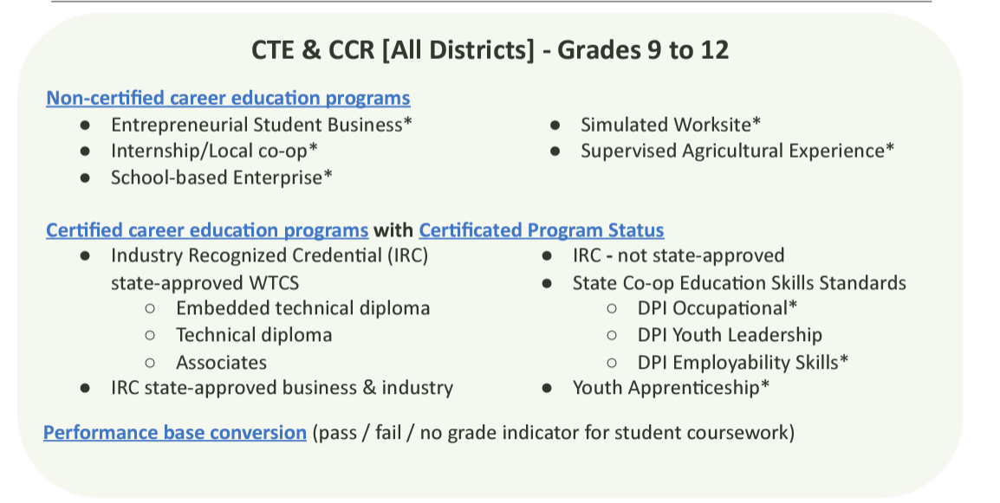 CTE & CCR [All Districts] - Grades 9 to 12
Non-certified career education programs
● Entrepreneurial Student Business*
● Internship/Local co-op*
● School-based Enterprise*
● Simulated Worksite*
● Supervised Agricultural Experience*
Certified career education programs with Certificated Program Status
● Industry Recognized Credential (IRC)
state-approved WTCS
○ Embedded technical diploma
○ Technical diploma
○ Associates
● IRC state-approved business & industry
● IRC - not state-approved
● State Co-op Education Skills Standards
○ DPI Occupational*
○ DPI Youth Leadership
○ DPI Employability Skills*
● Youth Apprenticeship*
Performance base conversion (pass / fail / no grade indicator for student coursework)